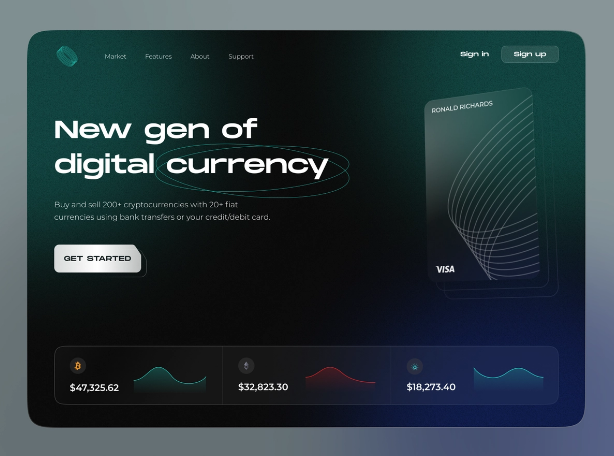 Market Features About Support Sign in Sign up
New gen of
digital currency
Buy and sell 200+ cryptocurrencies with 20+ fiat
currencies using bank transfers or your credit/debit card.
GET STARTED
RONALD RICHARDS
VISA
$47,325.62 $32,823.30 $18,273.40